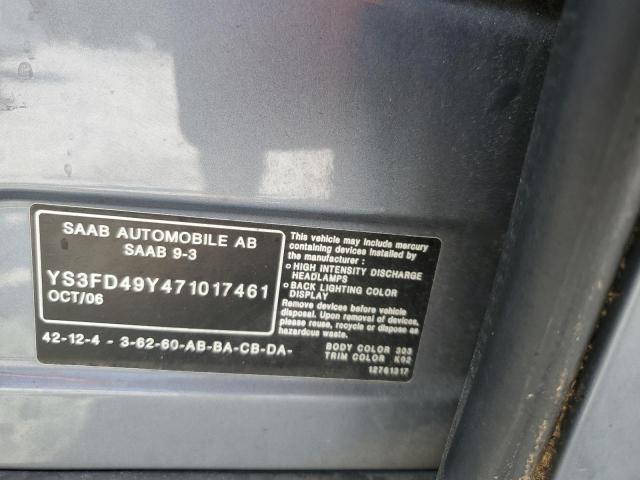 SAAB AUTOMOBILE AB
SAAB 9-3
YS3FD49Y471017461
OCT/06
42-12-4 - 3-62-60-AB-BA-CB-DA-
This vehicle may include mercury
containing devices installed by
the manufacturer:
○ HIGH INTENSITY DISCHARGE
HEADLAMPS
○ BACK LIGHTING COLOR
DISPLAY
Remove devices before vehicle
disposal. Upon removal of devices,
please reuse, recycle or dispose as
hazardous waste.
BODY COLOR 303
TRIM COLOR K02
12761317